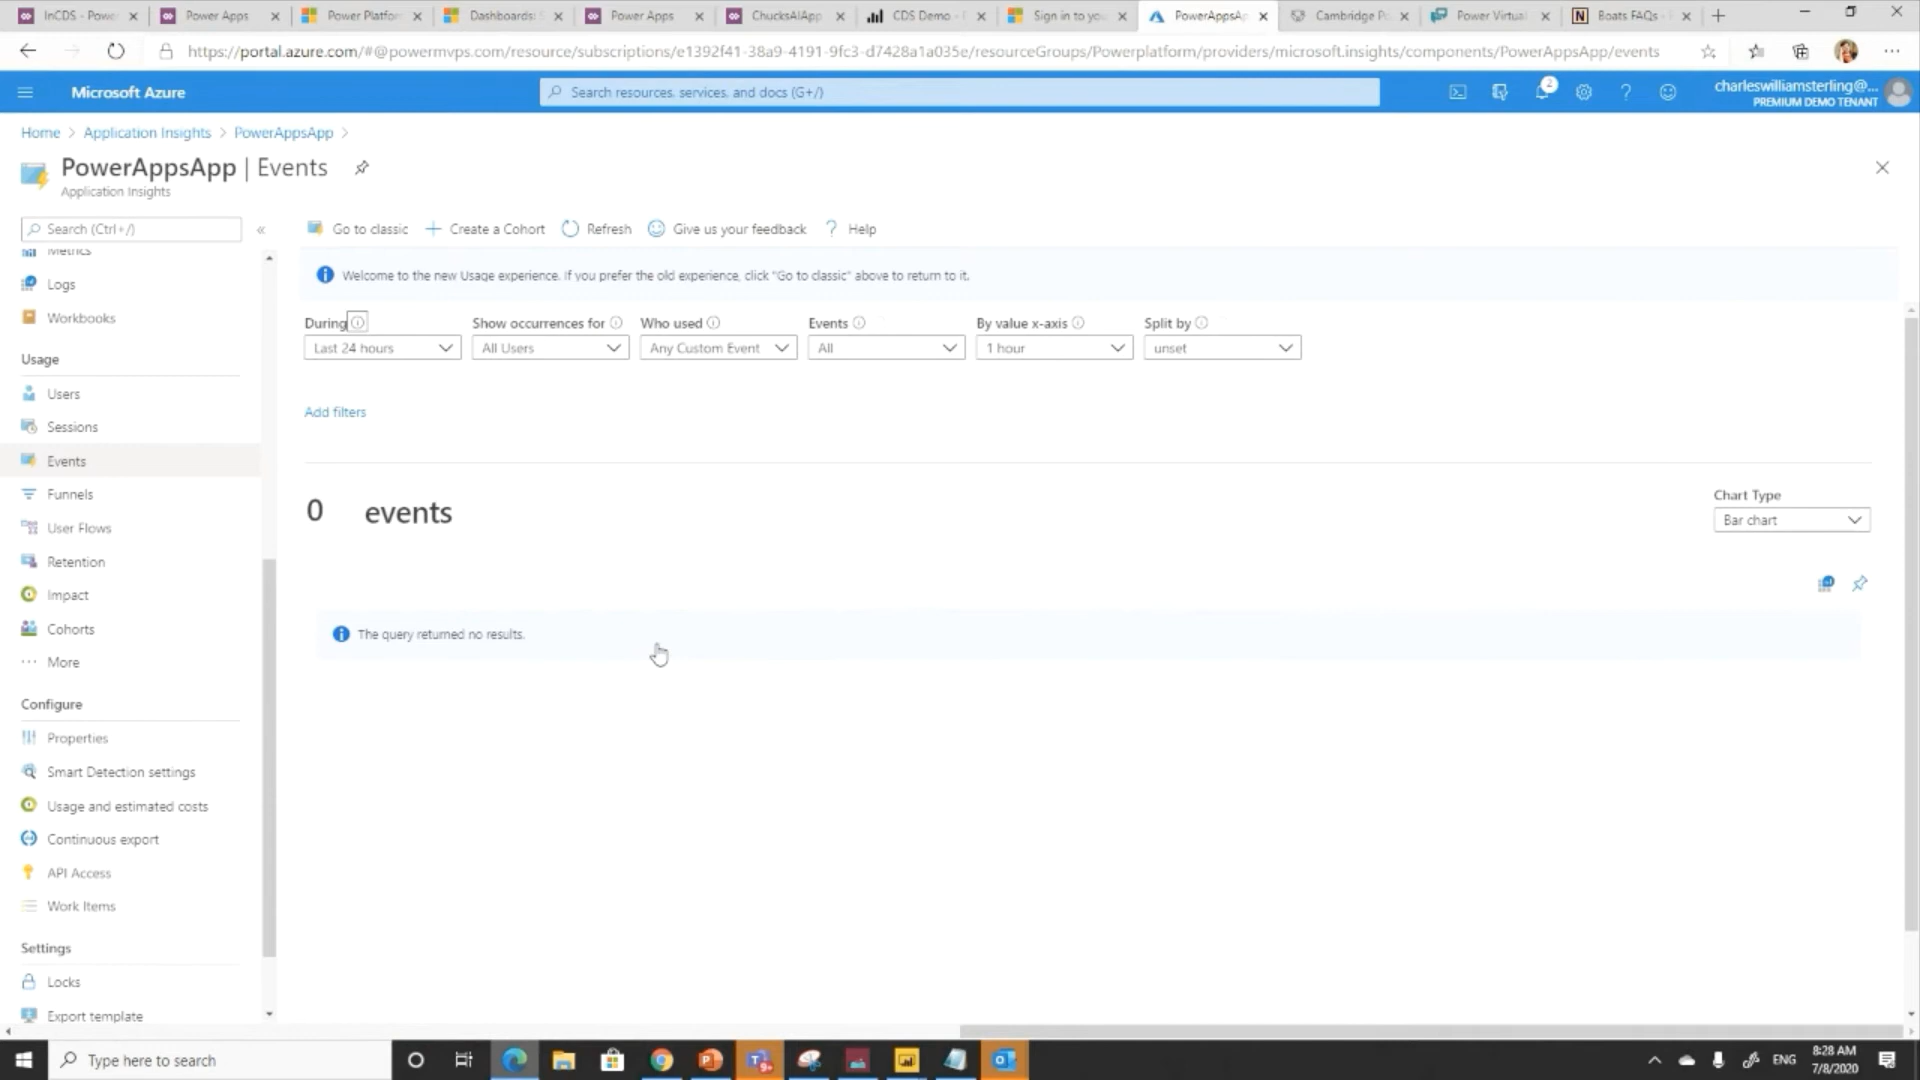 InCDS - Power
Power Apps
Power Platfor
Dashboards:
Power Apps
ChucksAIApp
CDS Demo -
Sign in to yo
PowerAppsA
Cambridge P
Power Virtual
Boats FAQs -
https://portal.azure.com/#@powermvps.com/resource/subscriptions/e1392f41-38a9-4191-9fc3-d7428a1a035e/resourceGroups/Powerplatform/providers/microsoft.insights/components/PowerAppsApp/events
Microsoft Azure
Search resources, services, and docs (G+/)
2
charleswilliamsterling@...
PREMIUM DEMO TENANT
Home > Application Insights > PowerAppsApp >
PowerAppsApp | Events
Application Insights
Search (Ctrl+/)
«
Go to classic
Create a Cohort
Refresh
Give us your feedback
? Help
Metrics
Logs
Workbooks
Usage
Users
Sessions
Events
Funnels
User Flows
Retention
Impact
Cohorts
More
Configure
Properties
Smart Detection settings
Usage and estimated costs
Continuous export
API Access
Work Items
Settings
Locks
Export template
Welcome to the new Usage experience. If you prefer the old experience, click "Go to classic" above to return to it.
During
Show occurrences for
Who used
Events
By value x-axis
Split by
Last 24 hours
All Users
Any Custom Event
All
1 hour
unset
Add filters
0 events
Chart Type
Bar chart
The query returned no results.
Type here to search
ENG
8:28 AM
7/8/2020